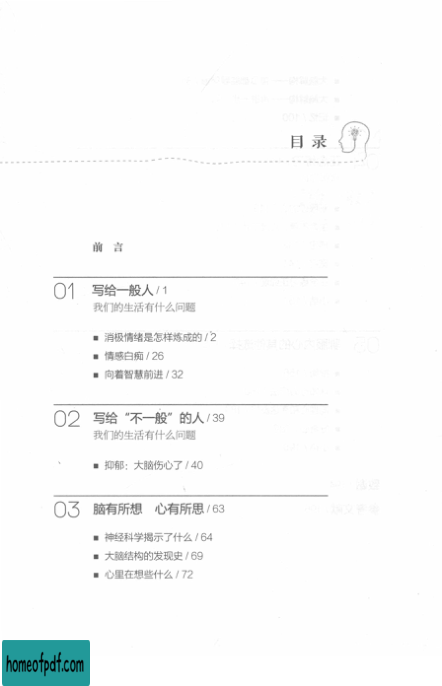 目 录
前 言
01 写给一般人 / 1
我们的生活有什么问题
■ 消极情绪是怎样炼成的 / 2
■ 情感白痴 / 26
■ 向着智慧前进 / 32
02 写给“不一般”的人 / 39
我们的生活有什么问题
■ 抑郁：大脑伤心了 / 40
03 脑有所想 心有所思 / 63
■ 神经科学揭示了什么 / 64
■ 大脑结构的发现史 / 69
■ 心里在想些什么 / 72
homeofpdf.com